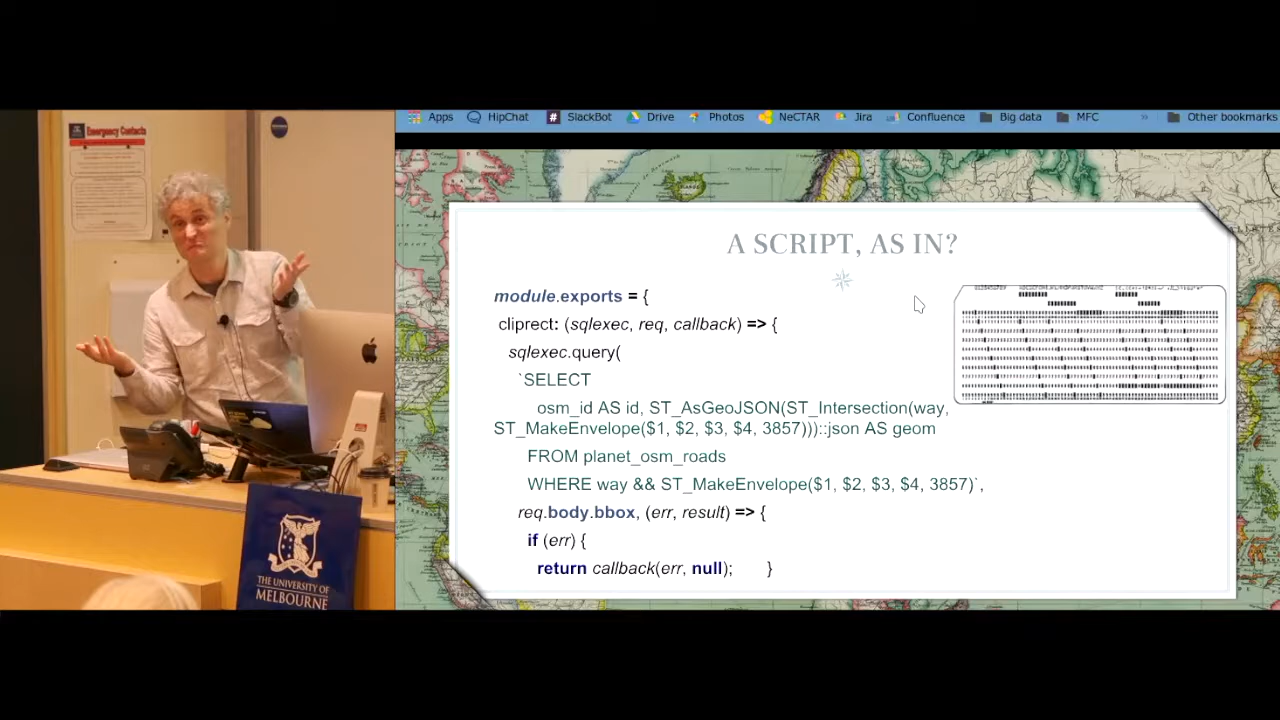 Emergency Contacts
THE UNIVERSITY OF
MELBOURNE
Apps HipChat SlackBot Drive Photos NeCTAR Jira Confluence Big data MFC » Other bookmarks
A SCRIPT, AS IN?
module.exports = {
cliprect: (sqlexec, req, callback) => {
sqlexec.query(
`SELECT
osm_id AS id, ST_AsGeoJSON(ST_Intersection(way,
ST_MakeEnvelope($1, $2, $3, $4, 3857)))::json AS geom
FROM planet_osm_roads
WHERE way && ST_MakeEnvelope($1, $2, $3, $4, 3857)`,
req.body.bbox, (err, result) => {
if (err) {
return callback(err, null); }